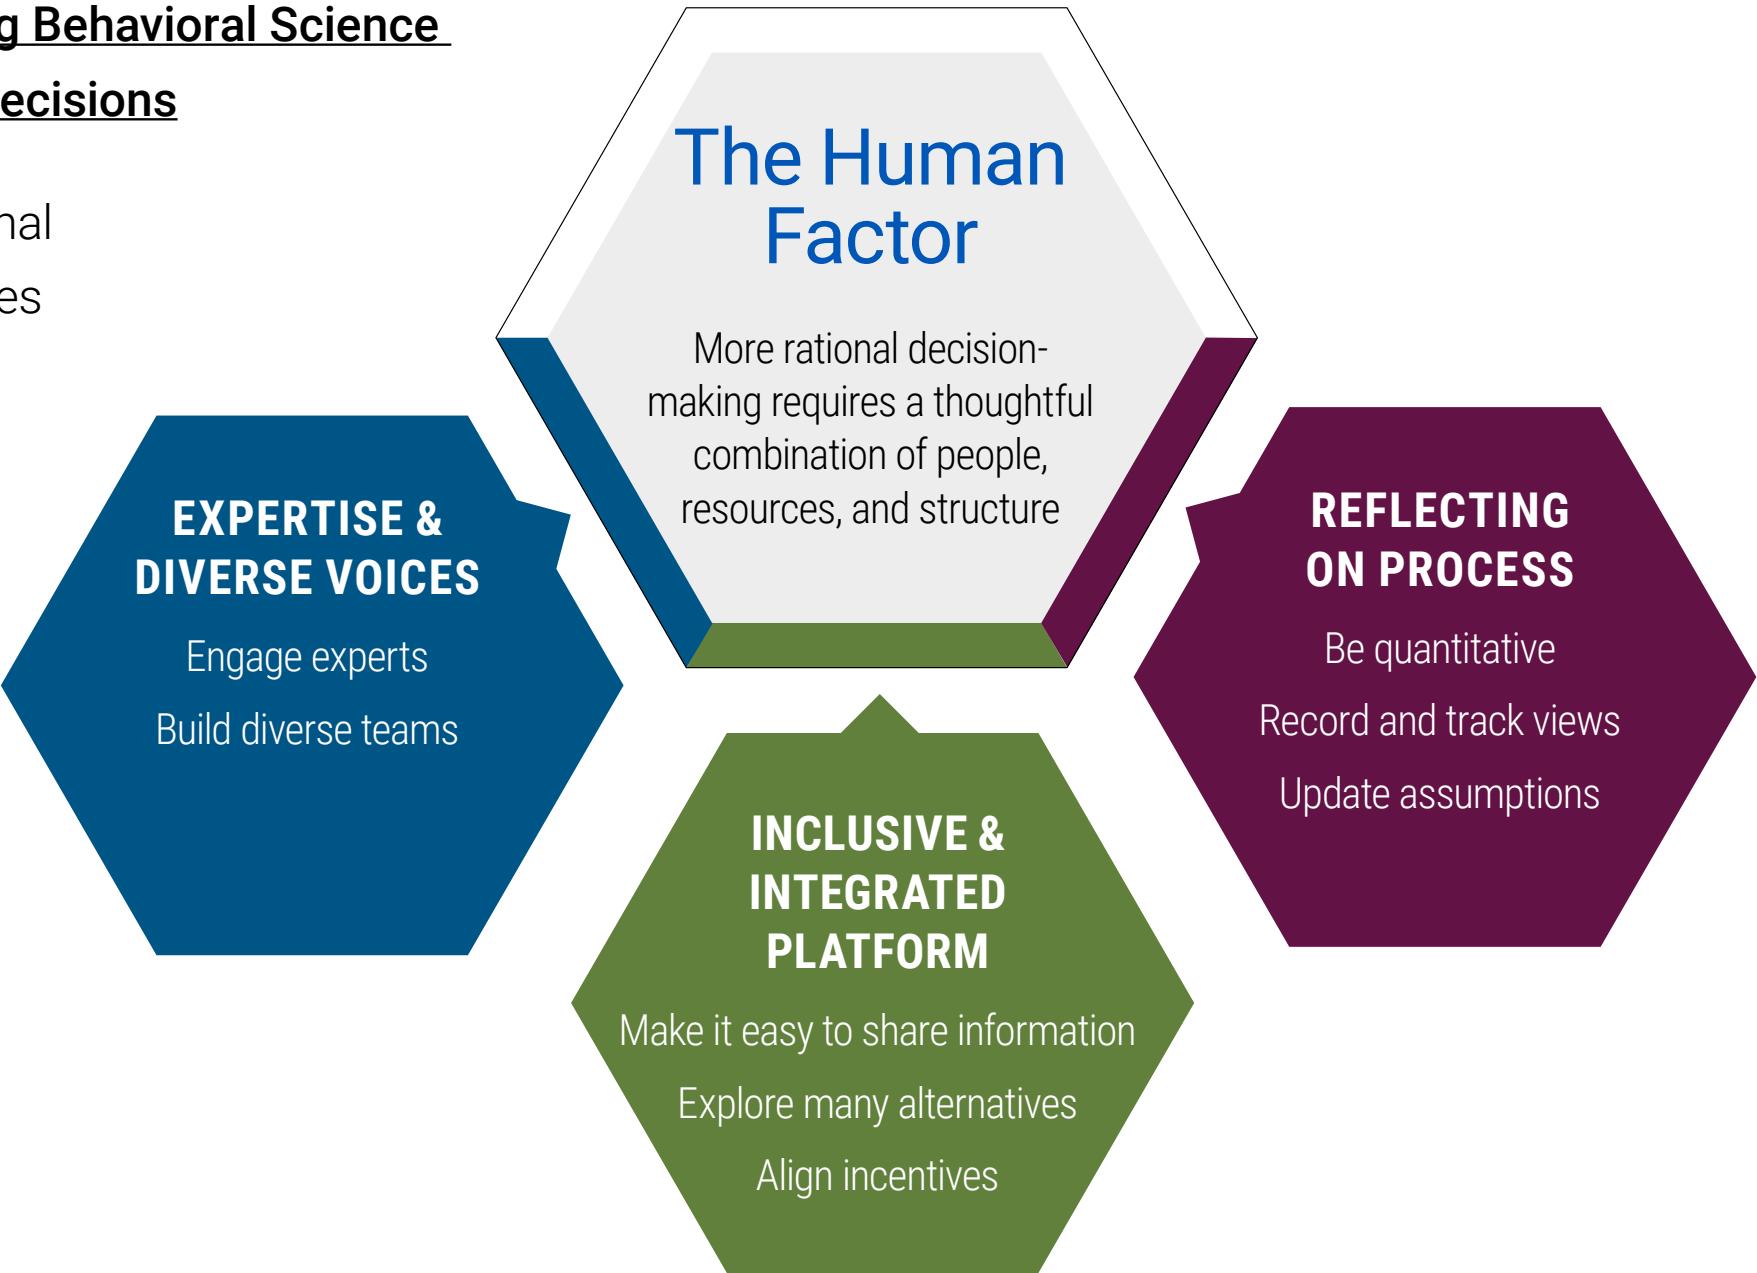 g Behavioral Science
ecisions
nal
es
The Human
Factor
More rational decision-
making requires a thoughtful
combination of people,
resources, and structure
EXPERTISE &
DIVERSE VOICES
Engage experts
Build diverse teams
INCLUSIVE &
INTEGRATED
PLATFORM
Make it easy to share information
Explore many alternatives
Align incentives
REFLECTING
ON PROCESS
Be quantitative
Record and track views
Update assumptions